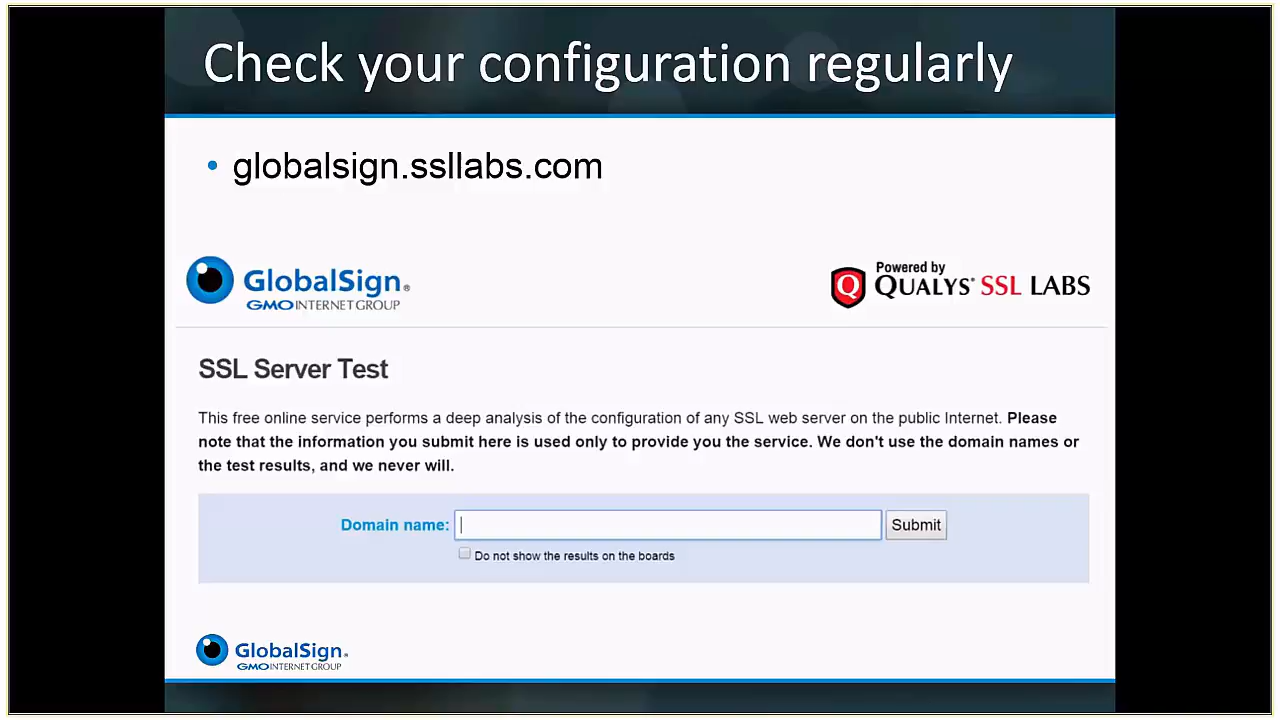 Check your configuration regularly
• globalsign.ssllabs.com
GlobalSign®
GMO INTERNET GROUP
Powered by
QUALYS® SSL LABS
SSL Server Test
This free online service performs a deep analysis of the configuration of any SSL web server on the public Internet. Please
note that the information you submit here is used only to provide you the service. We don't use the domain names or
the test results, and we never will.
Domain name:
Submit
Do not show the results on the boards
GlobalSign®
GMO INTERNET GROUP